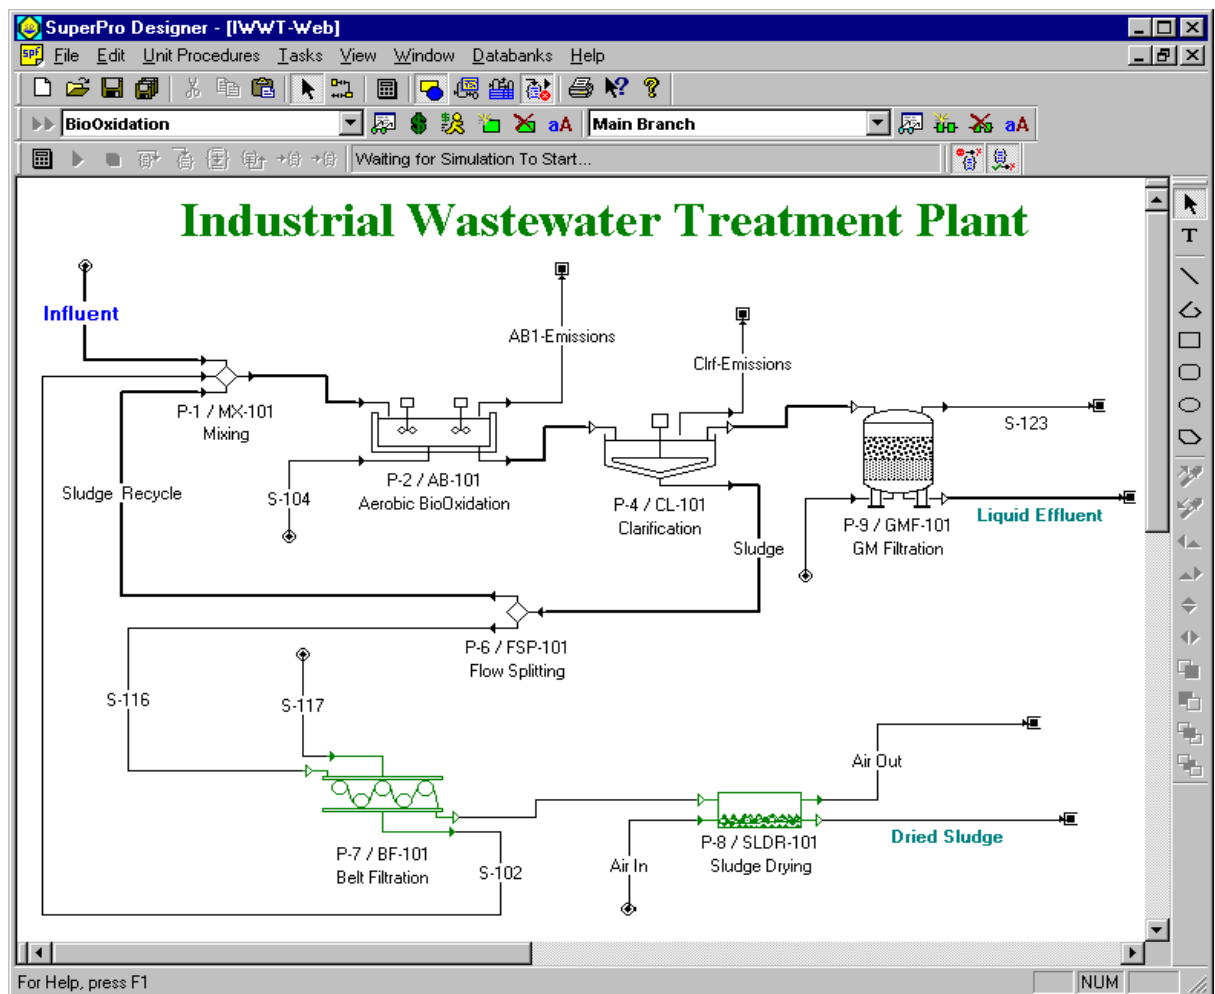 SuperPro Designer - [IWWT-Web]
File Edit Unit Procedures Tasks View Window Databanks Help
BioOxidation
Main Branch
aA
aA
Waiting for Simulation To Start...
Industrial Wastewater Treatment Plant
T
Influent
AB1-Emissions
Clrf-Emissions
P-1 / MX-101
Mixing
S-123
P-2 / AB-101
Aerobic BioOxidation
Sludge Recycle
S-104
P-4 / CL-101
Clarification
Liquid Effluent
P-9 / GMF-101
GM Filtration
Sludge
P-6 / FSP-101
Flow Splitting
S-116
S-117
Air Out
P-7 / BF-101
Belt Filtration
S-102
P-8 / SLDR-101
Sludge Drying
Dried Sludge
Air In
For Help, press F1
NUM